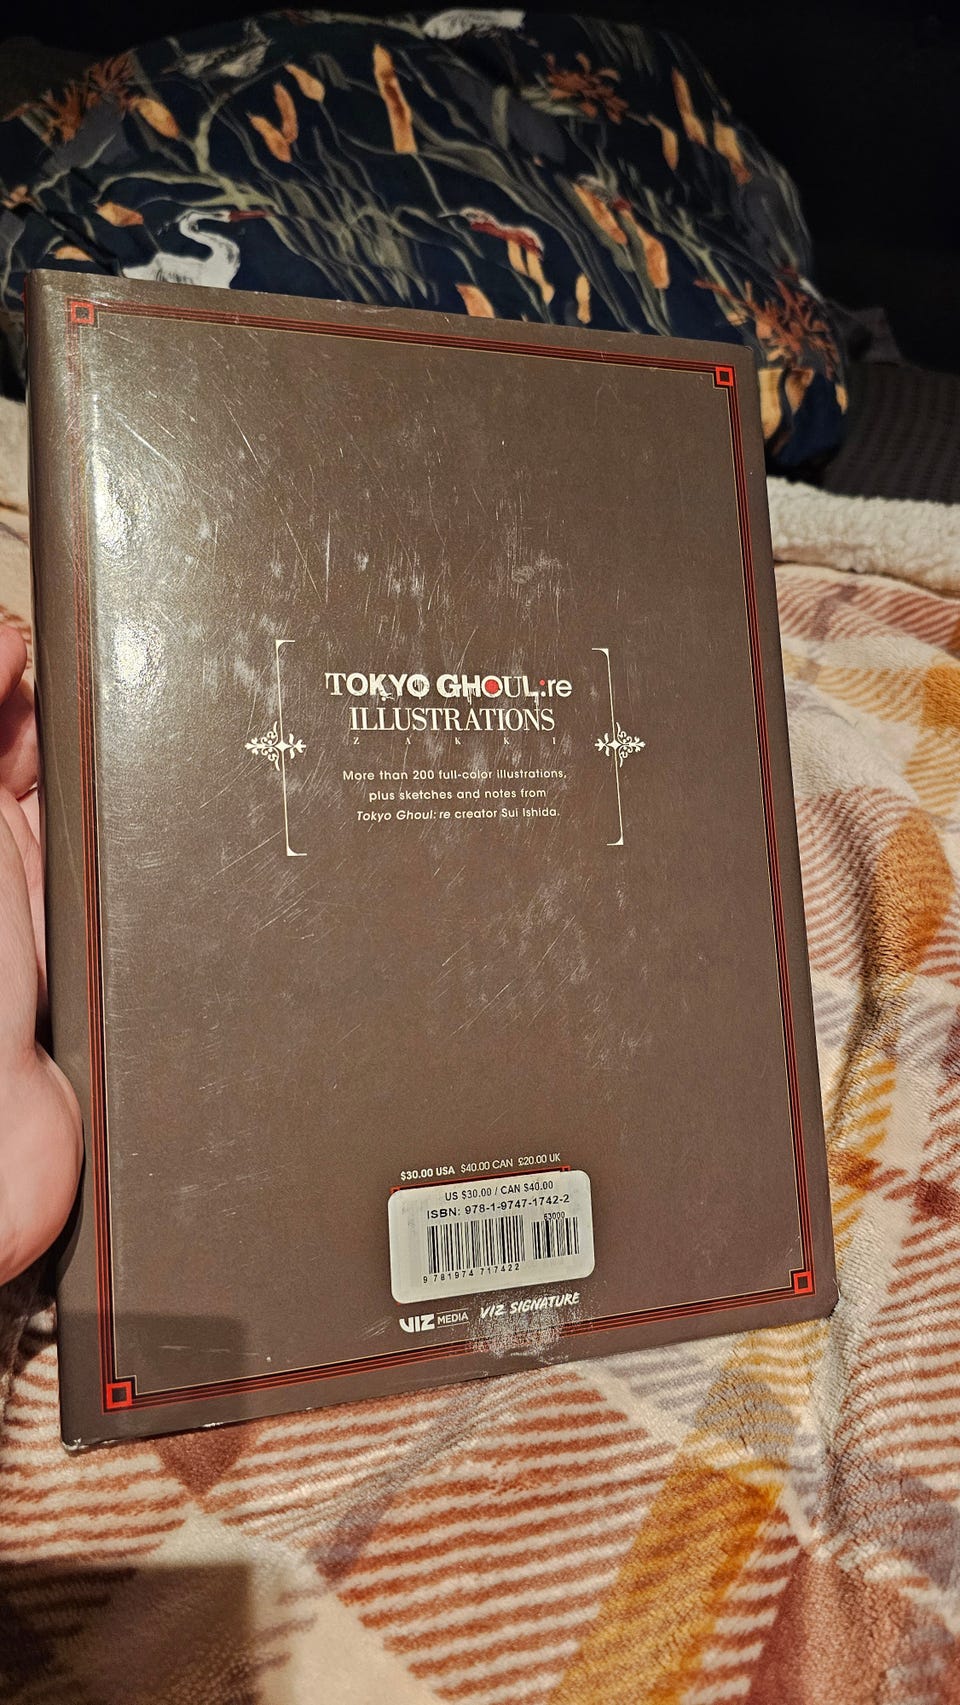 TOKYO GHOUL:re
ILLUSTRATIONS
ZAKKI
More than 200 full-color illustrations,
plus sketches and notes from
Tokyo Ghoul: re creator Sui Ishida.
$30.00 USA $40.00 CAN £20.00 UK
US $30.00 / CAN $40.00
ISBN: 978-1-9747-1742-2
53000
9 781974 717422
VIZ MEDIA VIZ SIGNATURE